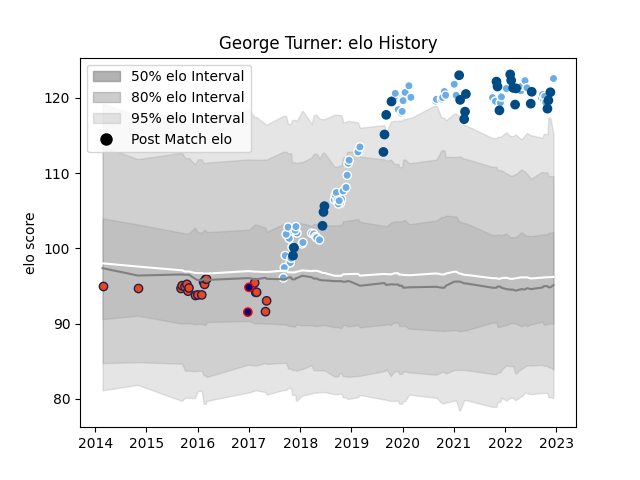 George Turner: elo History
50% elo Interval
80% elo Interval
95% elo Interval
Post Match elo
elo score
120
110
100
90
80
2014 2015 2016 2017 2018 2019 2020 2021 2022 2023